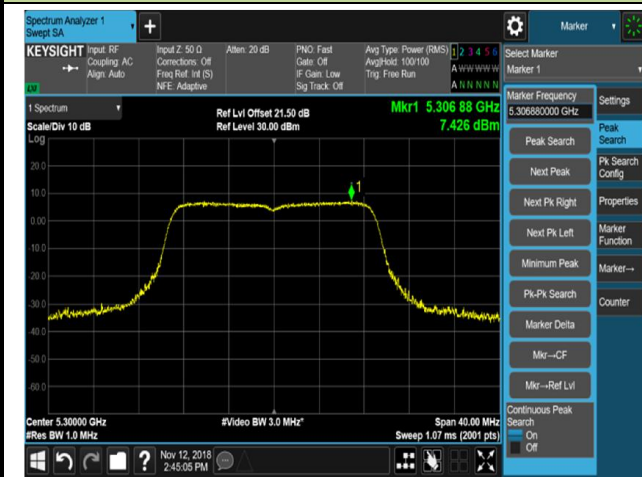 Spectrum Analyzer 1
Swept SA
Marker
KEYSIGHT
Input: RF
Coupling: AC
Align: Auto
Input Z: 50 Ω
Corrections: Off
Freq Ref: Int (S)
NFE: Adaptive
Atten: 20 dB
PNO: Fast
Gate: Off
IF Gain: Low
Sig Track: Off
Avg Type: Power (RMS)
Avg|Hold: 100/100
Trig: Free Run
1 2 3 4 5 6
A W W W W W
A N N N N N
Select Marker
Marker 1
1 Spectrum
Scale/Div 10 dB
Log
Ref Lvl Offset 21.50 dB
Ref Level 30.00 dBm
Mkr1 5.306 88 GHz
7.426 dBm
20.0
10.0
0.00
-10.0
-20.0
-30.0
-40.0
-50.0
-60.0
1
Center 5.30000 GHz
#Res BW 1.0 MHz
#Video BW 3.0 MHz*
Span 40.00 MHz
Sweep 1.07 ms (2001 pts)
Marker Frequency
5.306880000 GHz
Peak Search
Next Peak
Next Pk Right
Next Pk Left
Minimum Peak
Pk-Pk Search
Marker Delta
Mkr→CF
Mkr→Ref Lvl
Continuous Peak
Search
On
Off
Settings
Peak
Search
Pk Search
Config
Properties
Marker
Function
Marker→
Counter
?
Nov 12, 2018
2:45:05 PM